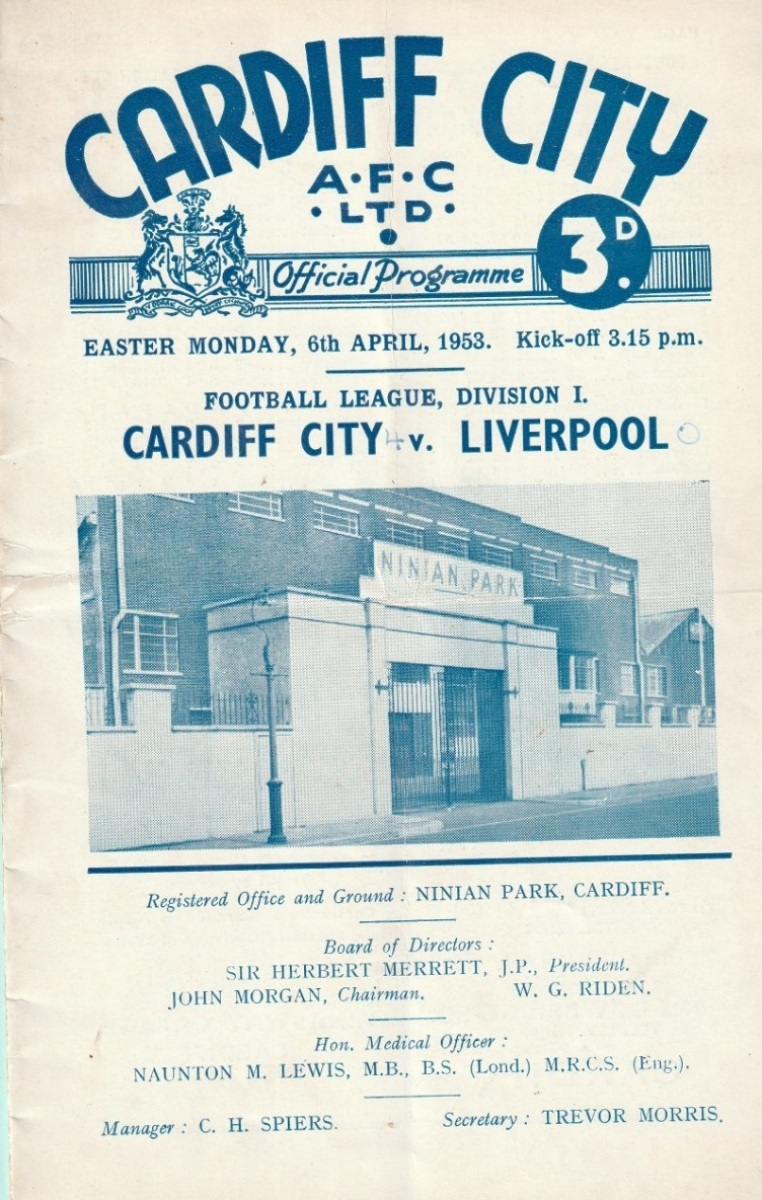 CARDIFF CITY
A·F·C
·LTD·
Official Programme
3D.
EASTER MONDAY, 6th APRIL, 1953. Kick-off 3.15 p.m.
FOOTBALL LEAGUE, DIVISION I.
CARDIFF CITY 4 v. LIVERPOOL 0
NINIAN PARK
Registered Office and Ground : NINIAN PARK, CARDIFF.
Board of Directors :
SIR HERBERT MERRETT, J.P., President.
JOHN MORGAN, Chairman. W. G. RIDEN.
Hon. Medical Officer :
NAUNTON M. LEWIS, M.B., B.S. (Lond.) M.R.C.S. (Eng.).
Manager : C. H. SPIERS. Secretary : TREVOR MORRIS.